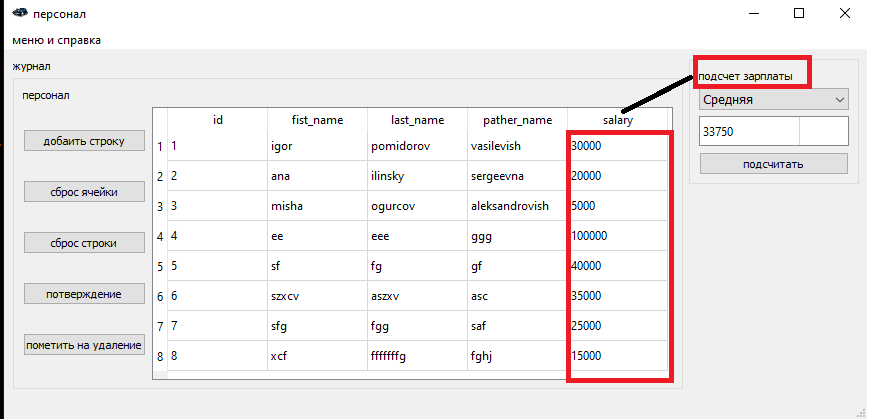 персонал
меню и справка
журнал
персонал
добаить строку
сброс ячейки
сброс строки
потверждение
пометить на удаление
id fist_name last_name pather_name salary
1 1 igor pomidorov vasilevish 30000
2 2 ana ilinsky sergeevna 20000
3 3 misha ogurcov aleksandrovish 5000
4 4 ee eee ggg 100000
5 5 sf fg gf 40000
6 6 szxcv aszxv asc 35000
7 7 sfg fgg saf 25000
8 8 xcf fffffffg fghj 15000
подсчет зарплаты
Средняя
33750
подсчитать